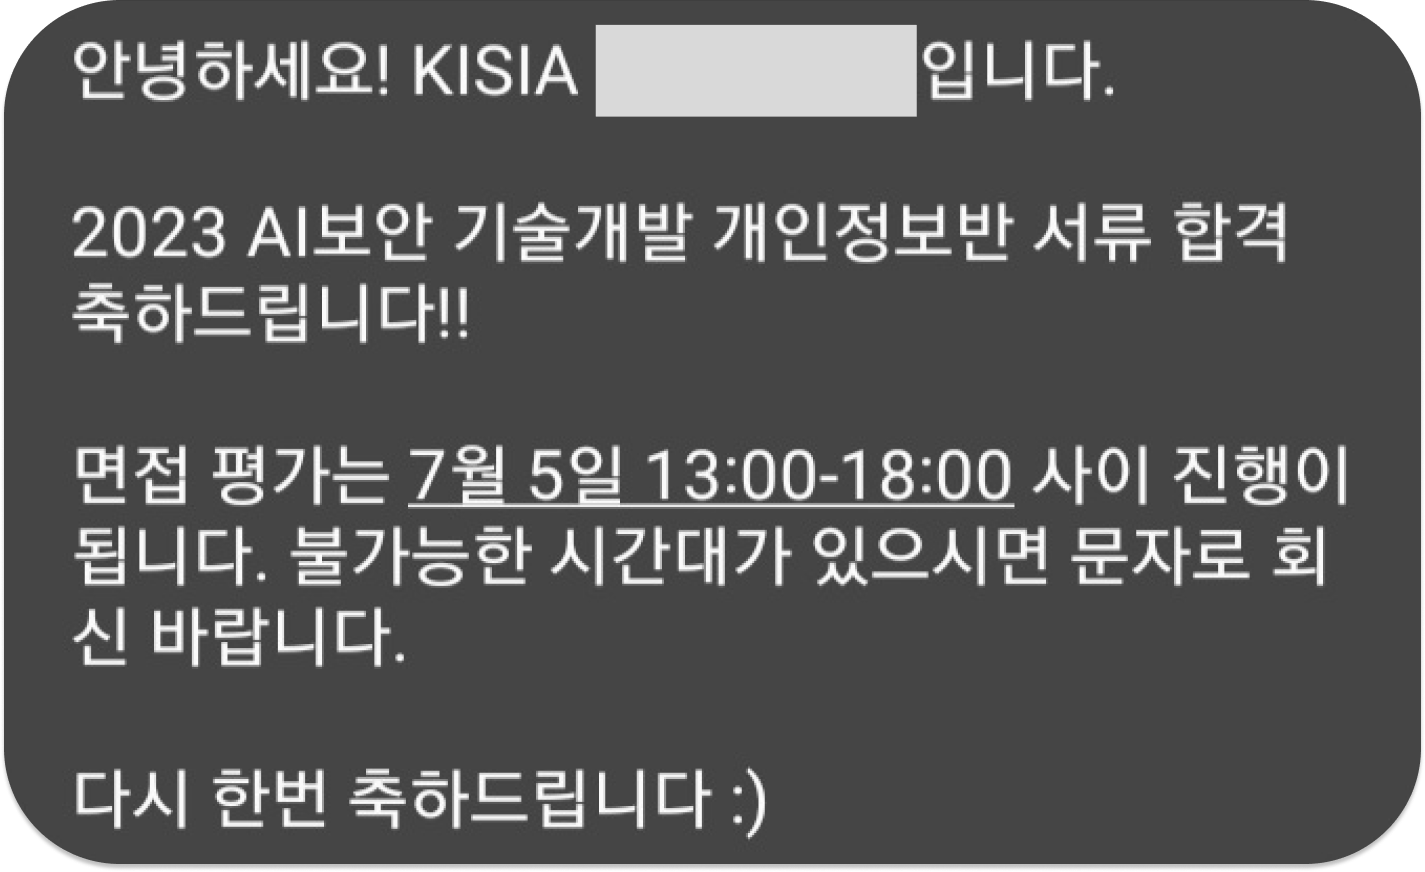 안녕하세요! KISIA 입니다.
2023 AI보안 기술개발 개인정보반 서류 합격
축하드립니다!!
면접 평가는 7월 5일 13:00-18:00 사이 진행이
됩니다. 불가능한 시간대가 있으시면 문자로 회
신 바랍니다.
다시 한번 축하드립니다 :)